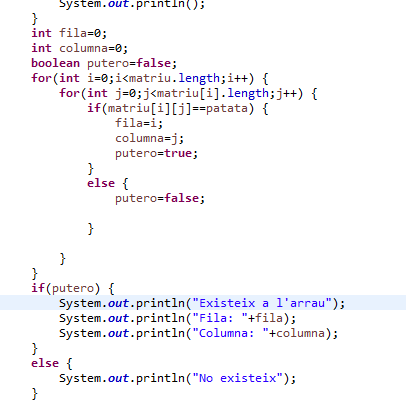 System.out.println();
}
int fila=0;
int columna=0;
boolean putero=false;
for(int i=0;i<matriu.length;i++) {
for(int j=0;j<matriu[i].length;j++) {
if(matriu[i][j]==patata) {
fila=i;
columna=j;
putero=true;
}
else {
putero=false;
}
}
}
if(putero) {
System.out.println("Existeix a l'arrau");
System.out.println("Fila: "+fila);
System.out.println("Columna: "+columna);
}
else {
System.out.println("No existeix");
}